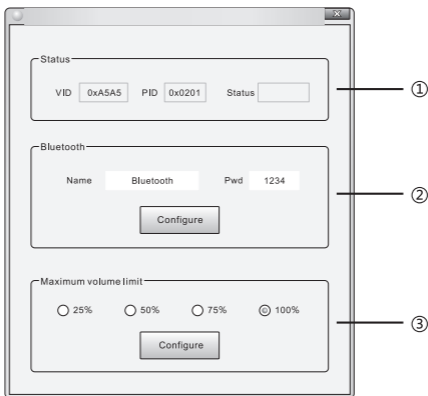 Status
VID 0xA5A5 PID 0x0201 Status
①
Bluetooth
Name Bluetooth Pwd 1234
②
Configure
Maximum volume limit
25% 50% 75% 100%
③
Configure